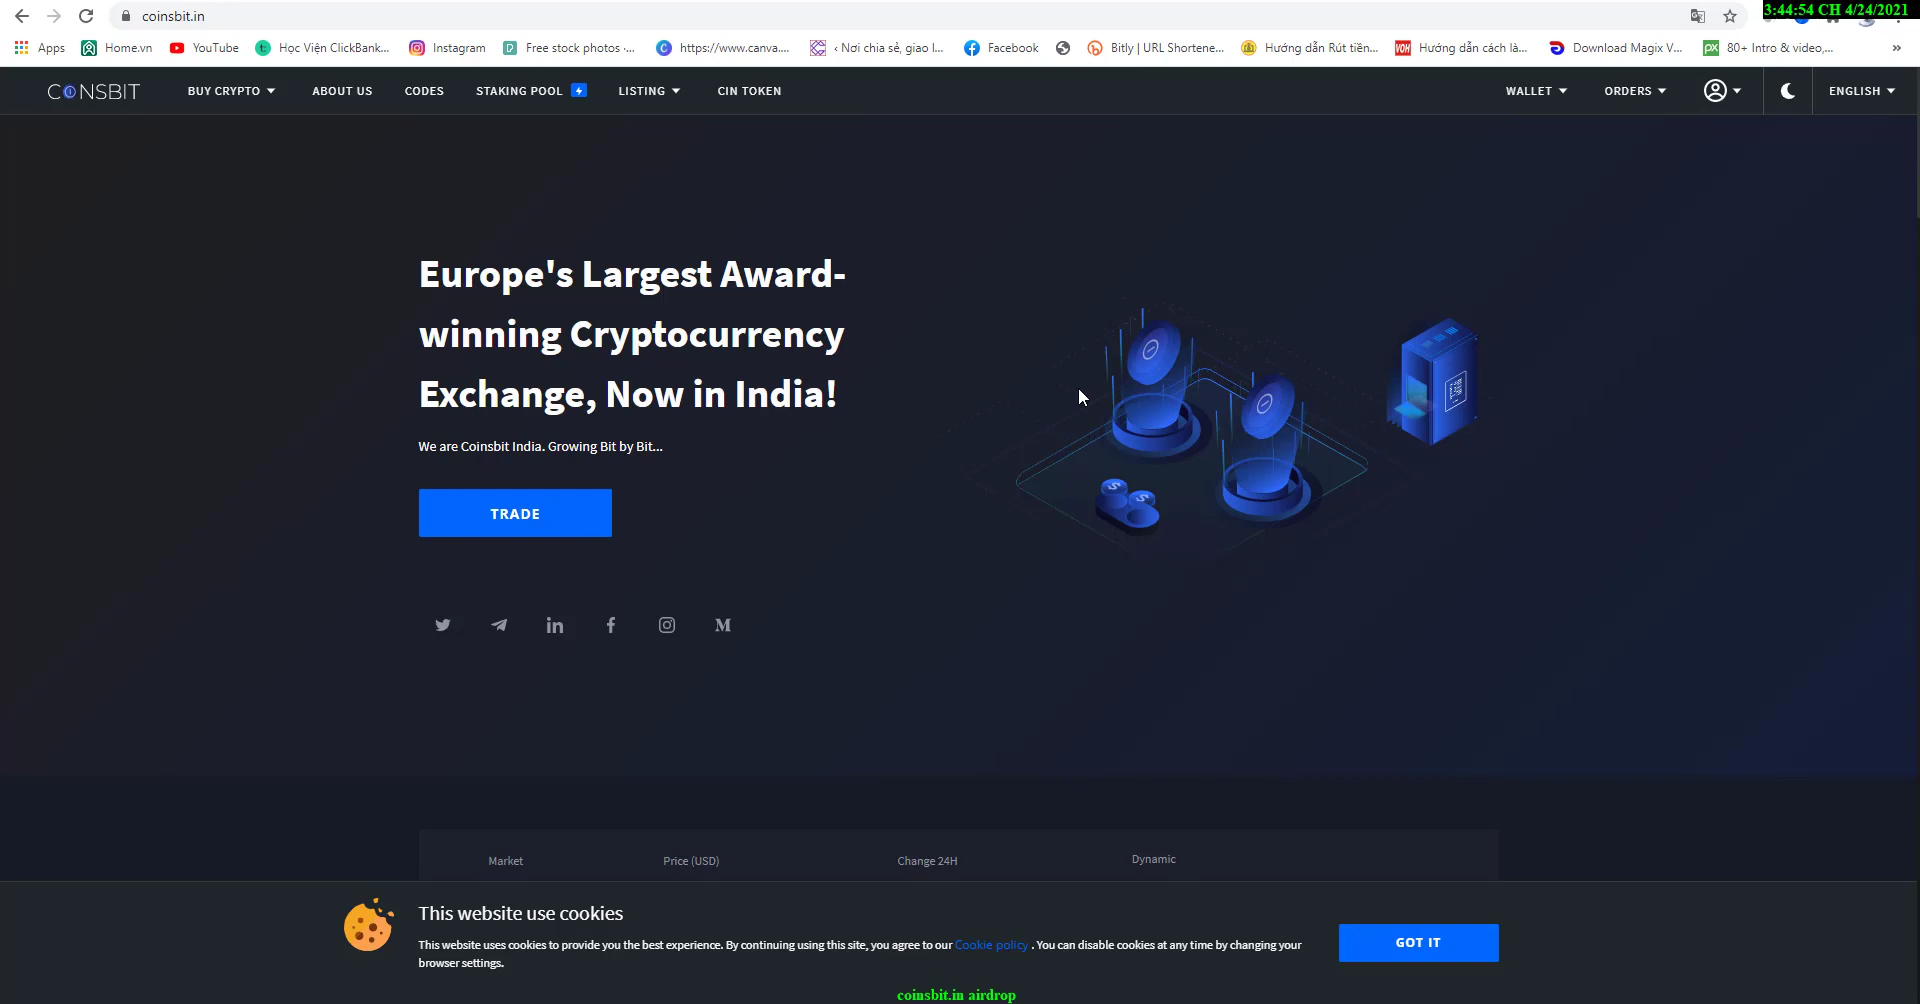 coinsbit.in
3:44:54 CH 4/24/2021
Apps Home.vn YouTube Học Viện ClickBank... Instagram Free stock photos -... https://www.canva.... ‹ Nơi chia sẻ, giao l... Facebook Bitly | URL Shortene... Hướng dẫn Rút tiền... Hướng dẫn cách là... Download Magix V... 80+ Intro & video,... »
COINSBIT BUY CRYPTO ABOUT US CODES STAKING POOL LISTING CIN TOKEN WALLET ORDERS ENGLISH
Europe's Largest Award-
winning Cryptocurrency
Exchange, Now in India!
We are Coinsbit India. Growing Bit by Bit...
TRADE
Market Price (USD) Change 24H Dynamic
This website use cookies
This website uses cookies to provide you the best experience. By continuing using this site, you agree to our Cookie policy . You can disable cookies at any time by changing your
browser settings.
GOT IT
coinsbit.in airdrop